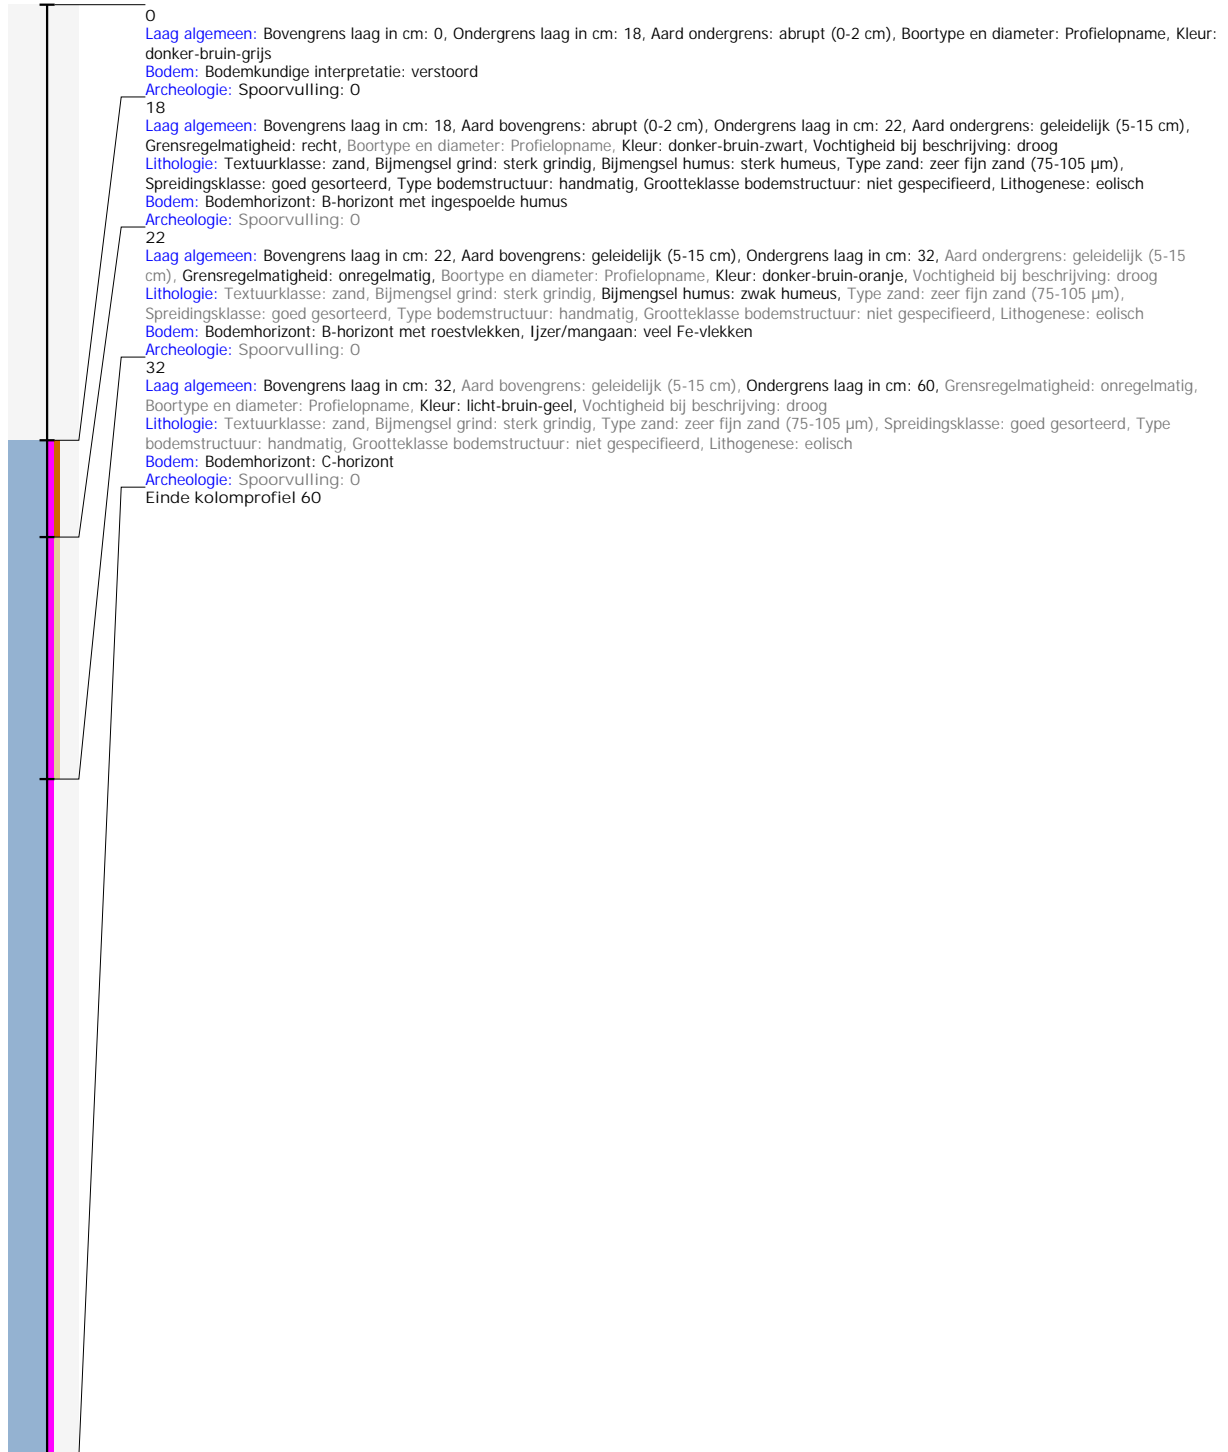 0
Laag algemeen: Bovengrens laag in cm: 0, Ondergrens laag in cm: 18, Aard ondergrens: abrupt (0-2 cm), Boortype en diameter: Profielopname, Kleur:
donker-bruin-grijs
Bodem: Bodemkundige interpretatie: verstoord
Archeologie: Spoorvulling: 0
18
Laag algemeen: Bovengrens laag in cm: 18, Aard bovengrens: abrupt (0-2 cm), Ondergrens laag in cm: 22, Aard ondergrens: geleidelijk (5-15 cm),
Grensregelmatigheid: recht, Boortype en diameter: Profielopname, Kleur: donker-bruin-zwart, Vochtigheid bij beschrijving: droog
Lithologie: Textuurklasse: zand, Bijmengsel grind: sterk grindig, Bijmengsel humus: sterk humeus, Type zand: zeer fijn zand (75-105 µm),
Spreidingsklasse: goed gesorteerd, Type bodemstructuur: handmatig, Grootteklasse bodemstructuur: niet gespecifieerd, Lithogenese: eolisch
Bodem: Bodemhorizont: B-horizont met ingespoelde humus
Archeologie: Spoorvulling: 0
22
Laag algemeen: Bovengrens laag in cm: 22, Aard bovengrens: geleidelijk (5-15 cm), Ondergrens laag in cm: 32, Aard ondergrens: geleidelijk (5-15
cm), Grensregelmatigheid: onregelmatig, Boortype en diameter: Profielopname, Kleur: donker-bruin-oranje, Vochtigheid bij beschrijving: droog
Lithologie: Textuurklasse: zand, Bijmengsel grind: sterk grindig, Bijmengsel humus: zwak humeus, Type zand: zeer fijn zand (75-105 µm),
Spreidingsklasse: goed gesorteerd, Type bodemstructuur: handmatig, Grootteklasse bodemstructuur: niet gespecifieerd, Lithogenese: eolisch
Bodem: Bodemhorizont: B-horizont met roestvlekken, Ijzer/mangaan: veel Fe-vlekken
Archeologie: Spoorvulling: 0
32
Laag algemeen: Bovengrens laag in cm: 32, Aard bovengrens: geleidelijk (5-15 cm), Ondergrens laag in cm: 60, Grensregelmatigheid: onregelmatig,
Boortype en diameter: Profielopname, Kleur: licht-bruin-geel, Vochtigheid bij beschrijving: droog
Lithologie: Textuurklasse: zand, Bijmengsel grind: sterk grindig, Type zand: zeer fijn zand (75-105 µm), Spreidingsklasse: goed gesorteerd, Type
bodemstructuur: handmatig, Grootteklasse bodemstructuur: niet gespecifieerd, Lithogenese: eolisch
Bodem: Bodemhorizont: C-horizont
Archeologie: Spoorvulling: 0
Einde kolomprofiel 60